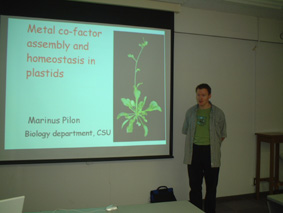 Metal co-factor
assembly and
homeostasis in
plastids
Marinus Pilon
Biology department, CSU